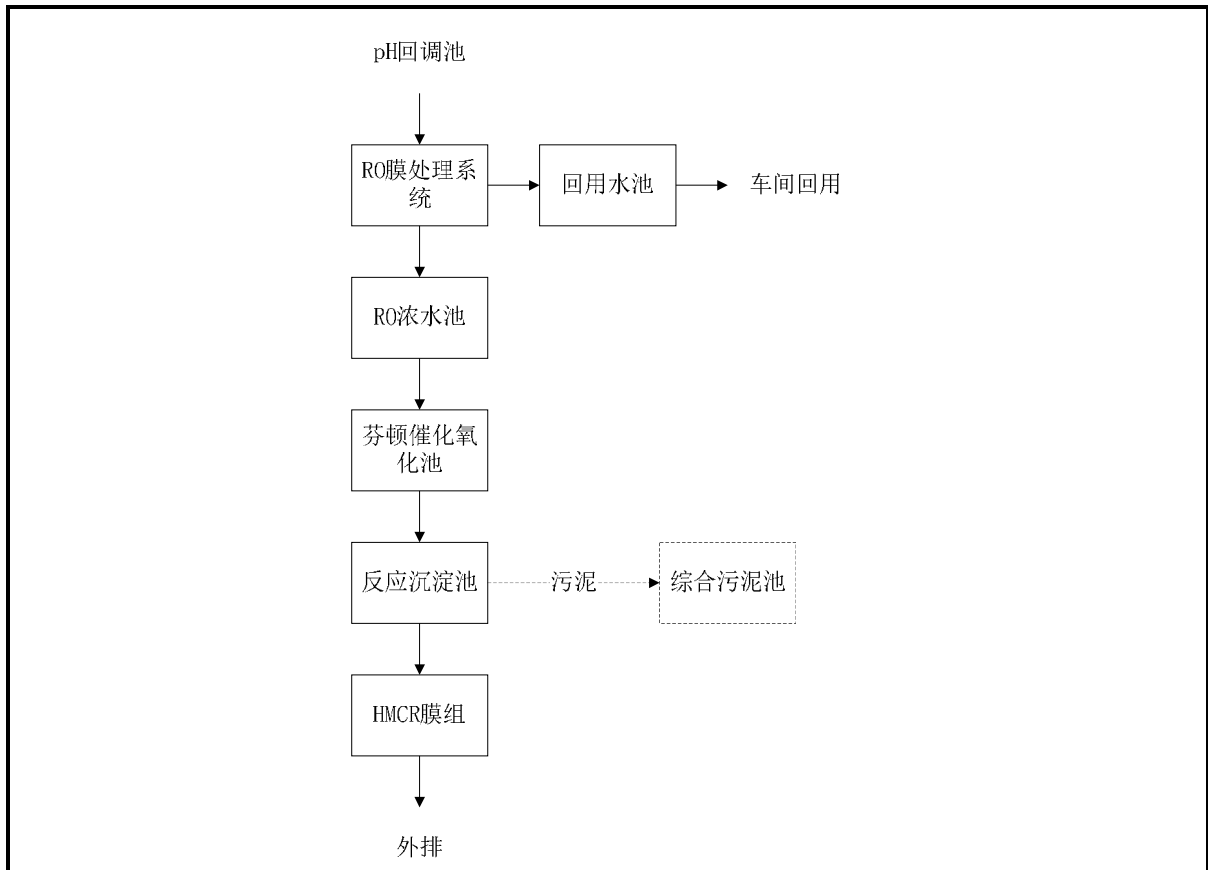 pH回调池
RO膜处理系
统
回用水池
车间回用
RO浓水池
芬顿催化氧
化池
反应沉淀池
污泥
综合污泥池
HMCR膜组
外排